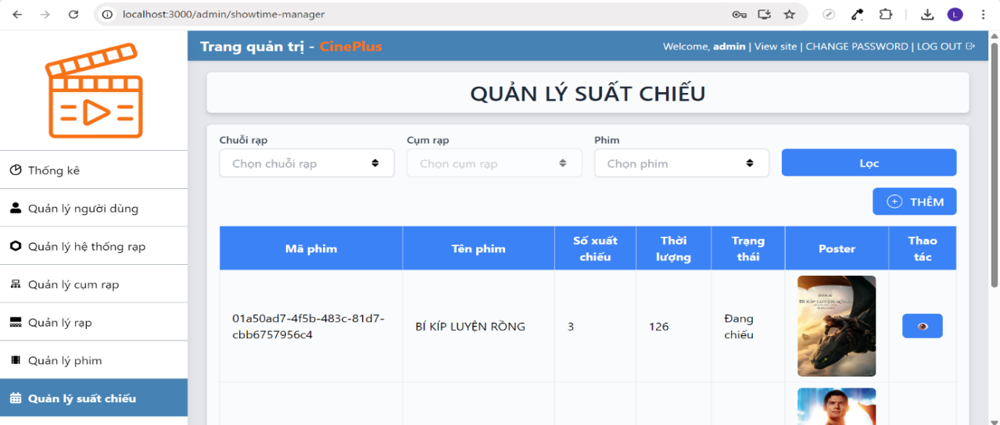 localhost:3000/admin/showtime-manager
L
Trang quản trị - CinePlus
Welcome, admin | View site | CHANGE PASSWORD | LOG OUT
QUẢN LÝ SUẤT CHIẾU
Thống kê
Quản lý người dùng
Quản lý hệ thống rạp
Quản lý cụm rạp
Quản lý rạp
Quản lý phim
Quản lý suất chiếu
Chuỗi rạp
Cụm rạp
Phim
Chọn chuỗi rạp
Chọn cụm rạp
Chọn phim
Lọc
THÊM
Mã phim
Tên phim
Số xuất
chiếu
Thời
lượng
Trạng
thái
Poster
Thao
tác
01a50ad7-4f5b-483c-81d7-
cbb6757956c4
BÍ KÍP LUYỆN RỒNG
3
126
Đang
chiếu
BÍ KÍP LUYỆN RỒNG